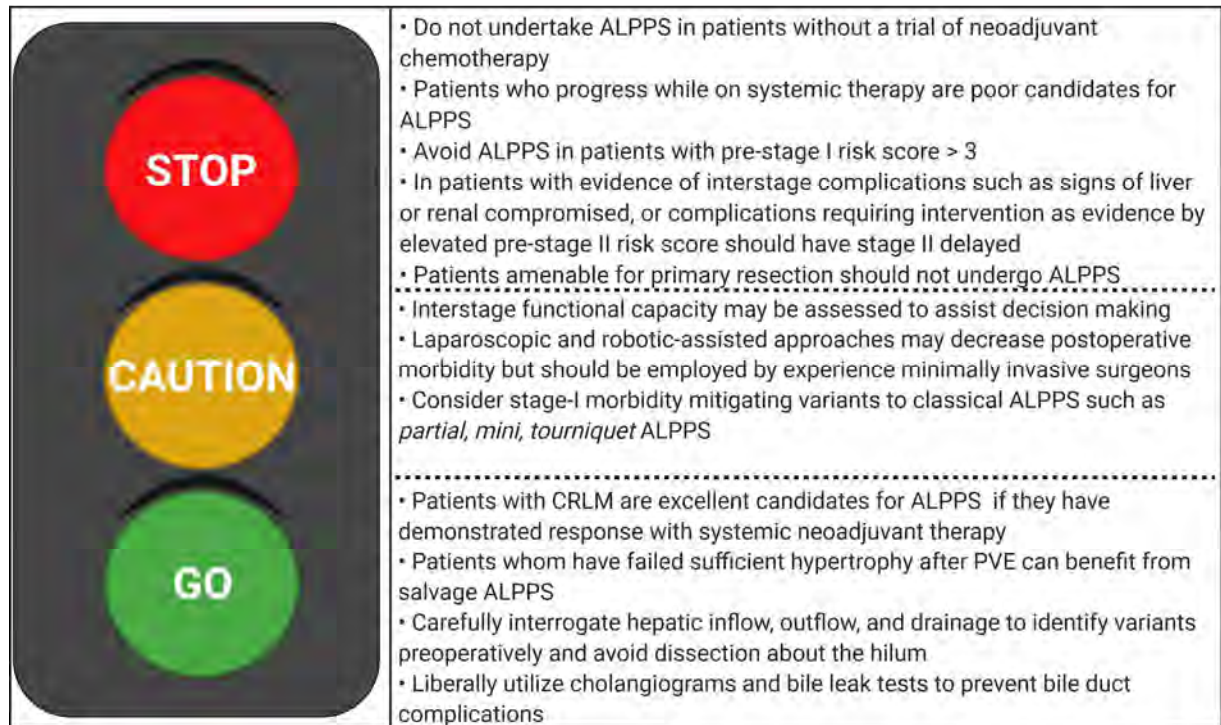 STOP
• Do not undertake ALPPS in patients without a trial of neoadjuvant
chemotherapy
• Patients who progress while on systemic therapy are poor candidates for
ALPPS
• Avoid ALPPS in patients with pre-stage I risk score > 3
• In patients with evidence of interstage complications such as signs of liver
or renal compromised, or complications requiring intervention as evidence by
elevated pre-stage II risk score should have stage II delayed
• Patients amenable for primary resection should not undergo ALPPS
CAUTION
• Interstage functional capacity may be assessed to assist decision making
• Laparoscopic and robotic-assisted approaches may decrease postoperative
morbidity but should be employed by experience minimally invasive surgeons
• Consider stage-I morbidity mitigating variants to classical ALPPS such as
partial, mini, tourniquet ALPPS
GO
• Patients with CRLM are excellent candidates for ALPPS if they have
demonstrated response with systemic neoadjuvant therapy
• Patients whom have failed sufficient hypertrophy after PVE can benefit from
salvage ALPPS
• Carefully interrogate hepatic inflow, outflow, and drainage to identify variants
preoperatively and avoid dissection about the hilum
• Liberally utilize cholangiograms and bile leak tests to prevent bile duct
complications